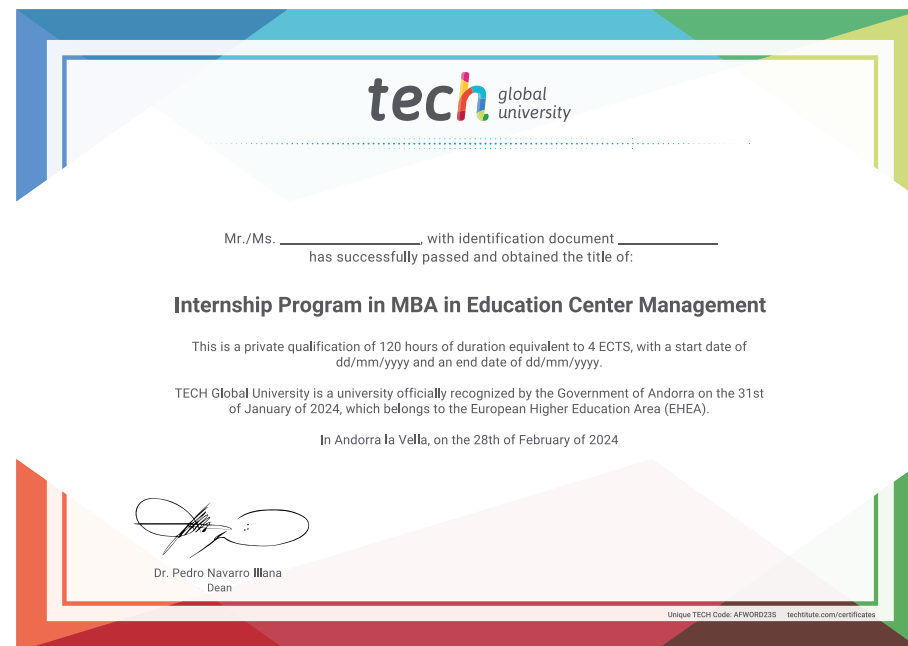 tech global university
Mr./Ms. ____________________, with identification document ______________
has successfully passed and obtained the title of:
Internship Program in MBA in Education Center Management
This is a private qualification of 120 hours of duration equivalent to 4 ECTS, with a start date of
dd/mm/yyyy and an end date of dd/mm/yyyy.
TECH Global University is a university officially recognized by the Government of Andorra on the 31st
of January of 2024, which belongs to the European Higher Education Area (EHEA).
In Andorra la Vella, on the 28th of February of 2024
Dr. Pedro Navarro Illana
Dean
Unique TECH Code: AFWORD23S techtitute.com/certificates